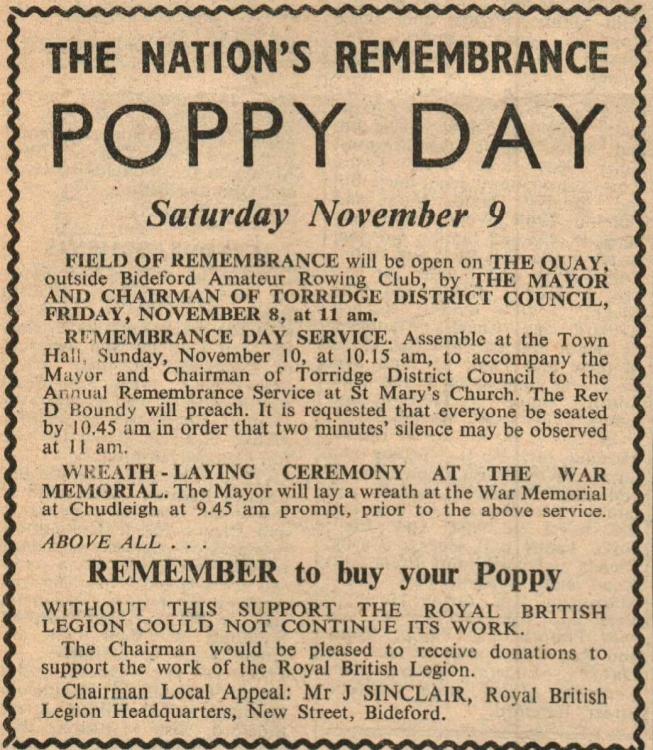 THE NATION'S REMEMBRANCE
POPPY DAY
Saturday November 9
FIELD OF REMEMBRANCE will be open on THE QUAY,
outside Bideford Amateur Rowing Club, by THE MAYOR
AND CHAIRMAN OF TORRIDGE DISTRICT COUNCIL,
FRIDAY, NOVEMBER 8, at 11 am.
REMEMBRANCE DAY SERVICE. Assemble at the Town
Hall, Sunday, November 10, at 10.15 am, to accompany the
Mayor and Chairman of Torridge District Council to the
Annual Remembrance Service at St Mary's Church. The Rev
D Boundy will preach. It is requested that everyone be seated
by 10.45 am in order that two minutes' silence may be observed
at 11 am.
WREATH-LAYING CEREMONY AT THE WAR
MEMORIAL. The Mayor will lay a wreath at the War Memorial
at Chudleigh at 9.45 am prompt, prior to the above service.
ABOVE ALL . . .
REMEMBER to buy your Poppy
WITHOUT THIS SUPPORT THE ROYAL BRITISH
LEGION COULD NOT CONTINUE ITS WORK.
The Chairman would be pleased to receive donations to
support the work of the Royal British Legion.
Chairman Local Appeal: Mr J SINCLAIR, Royal British
Legion Headquarters, New Street, Bideford.